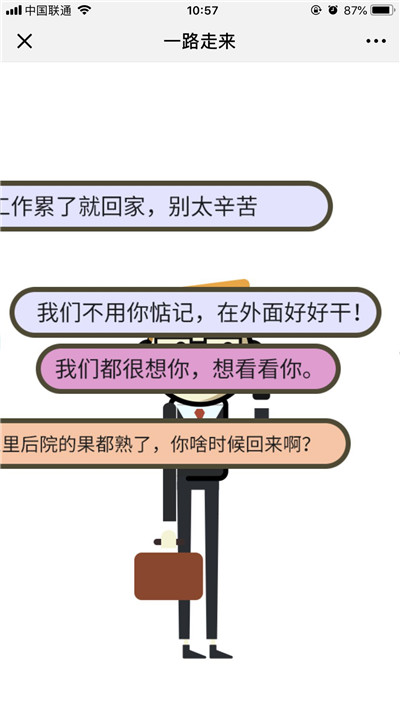 中国联通
10:57
87%
一路走来
工作累了就回家，别太辛苦
我们不用你惦记，在外面好好干！
我们都很想你，想看看你。
里后院的果都熟了，你啥时候回来啊？